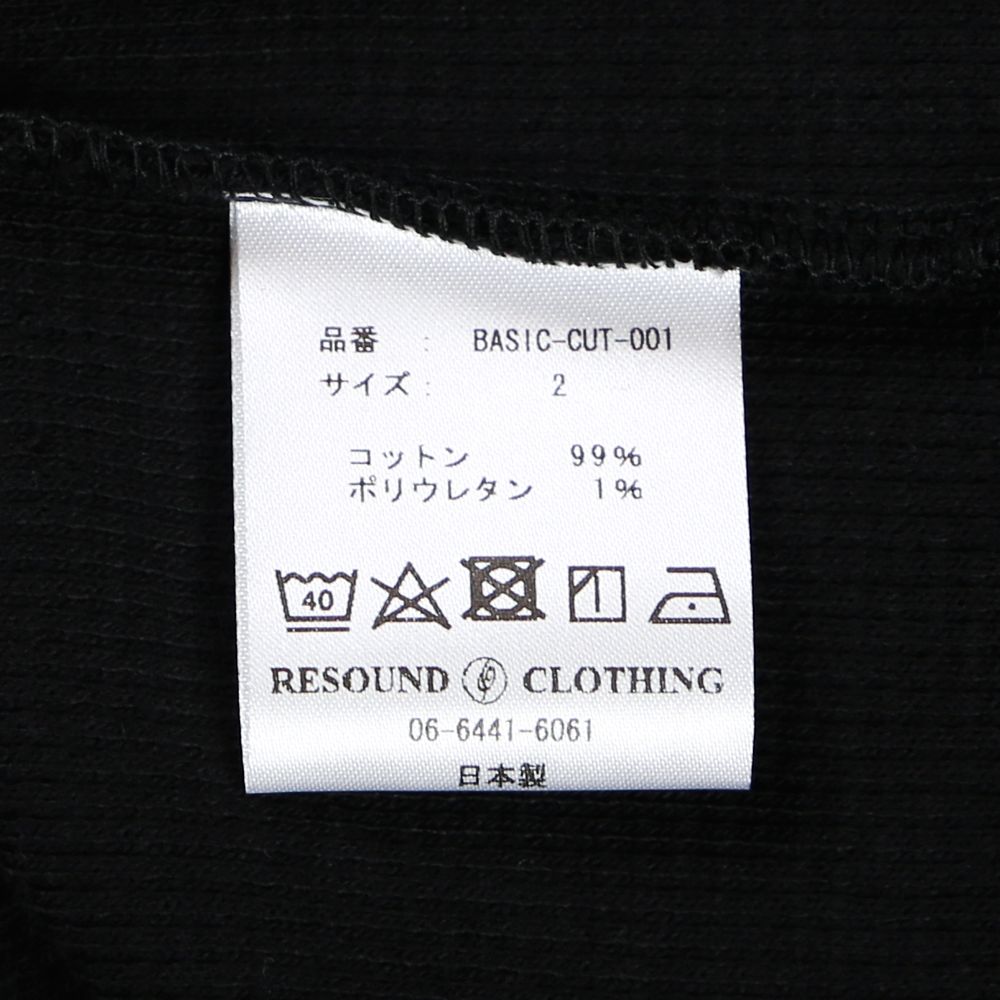 品番 : BASIC-CUT-001
サイズ: 2
コットン 99%
ポリウレタン 1%
40
RESOUND CLOTHING
06-6441-6061
日本製